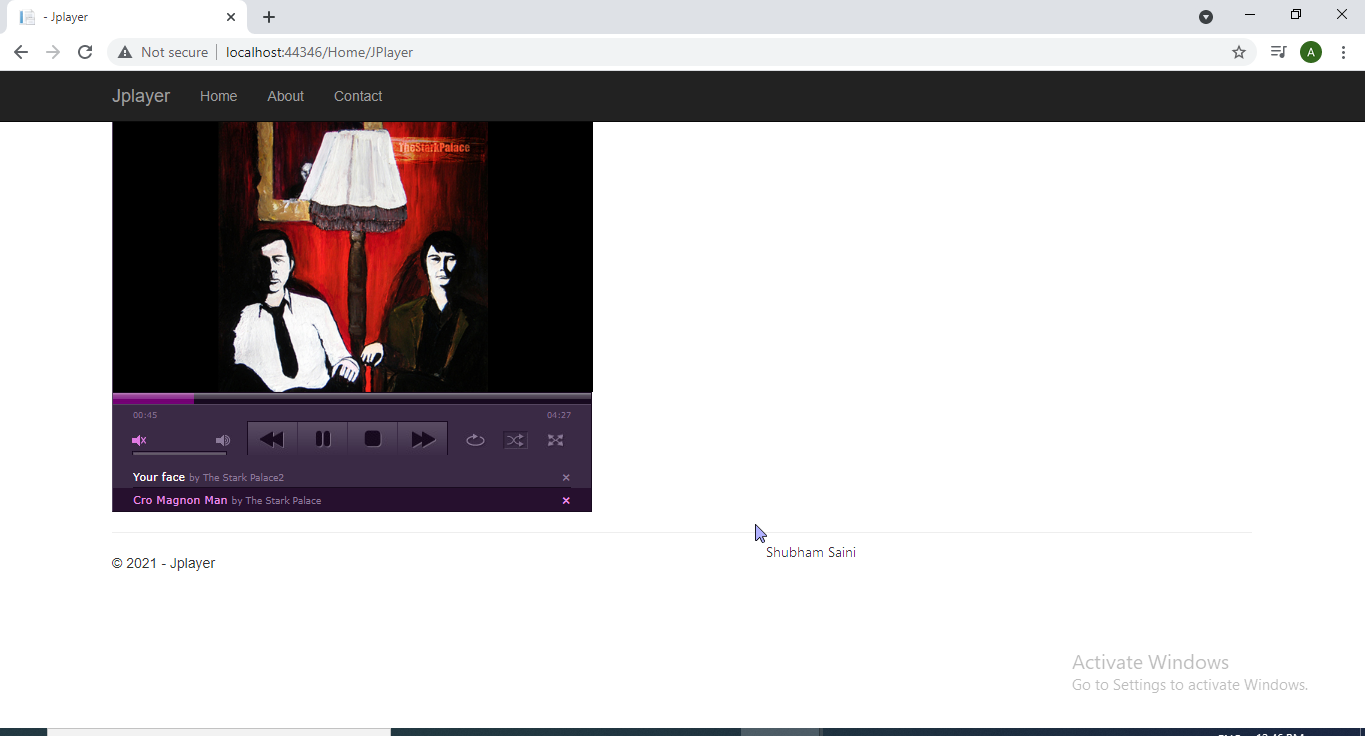 - Jplayer
Not secure
localhost:44346/Home/JPlayer
A
Jplayer Home About Contact
TheStarkPalace
00:45 04:27
Your face by The Stark Palace2
Cro Magnon Man by The Stark Palace
Shubham Saini
© 2021 - Jplayer
Activate Windows
Go to Settings to activate Windows.